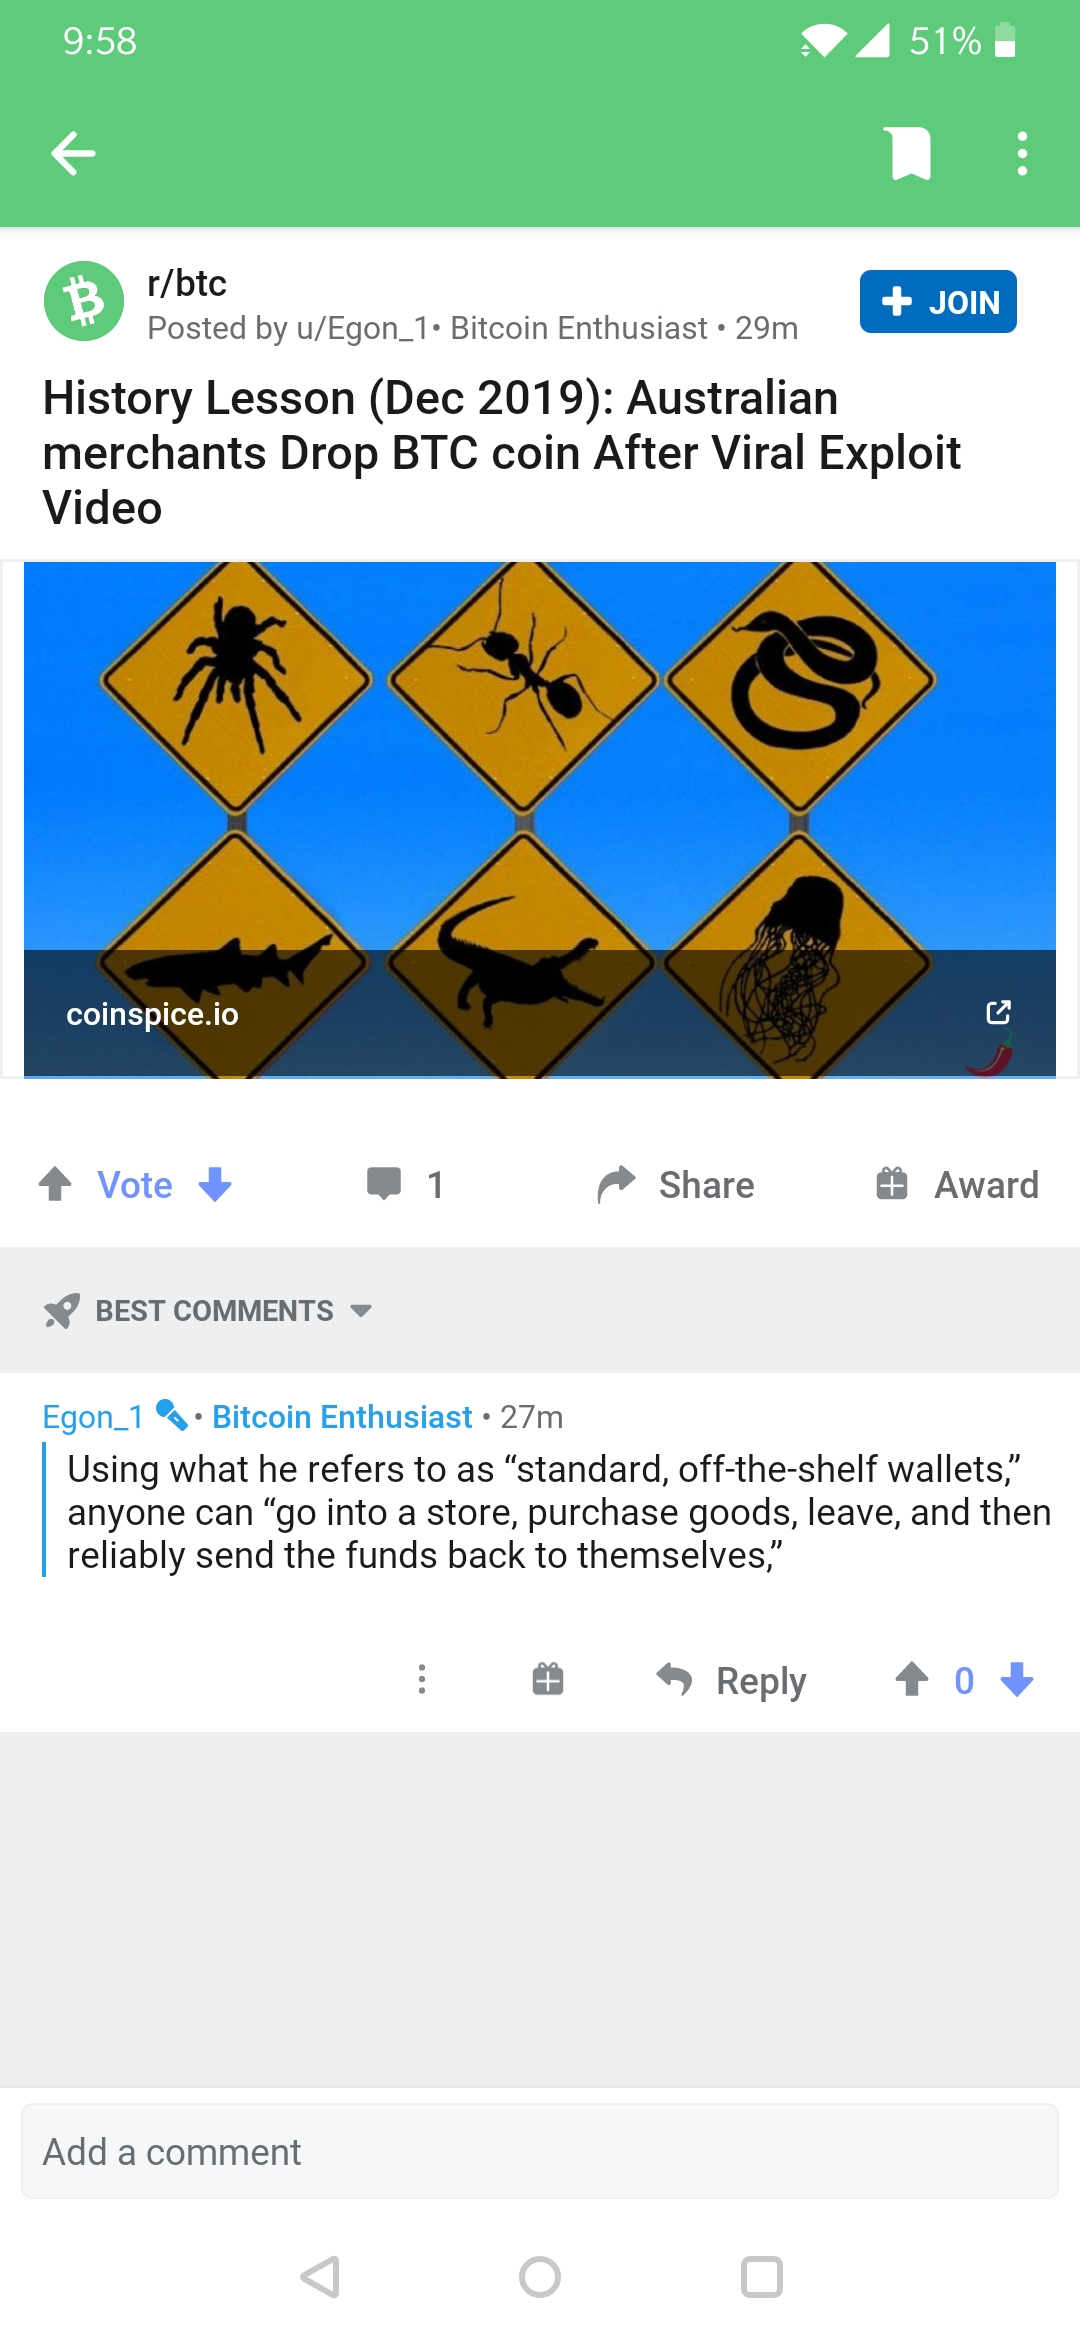 9:58
51%
r/btc
Posted by u/Egon_1• Bitcoin Enthusiast • 29m
+ JOIN
History Lesson (Dec 2019): Australian
merchants Drop BTC coin After Viral Exploit
Video
coinspice.io
Vote
1
Share
Award
BEST COMMENTS
Egon_1 • Bitcoin Enthusiast • 27m
Using what he refers to as “standard, off-the-shelf wallets,”
anyone can “go into a store, purchase goods, leave, and then
reliably send the funds back to themselves,”
Reply
0
Add a comment